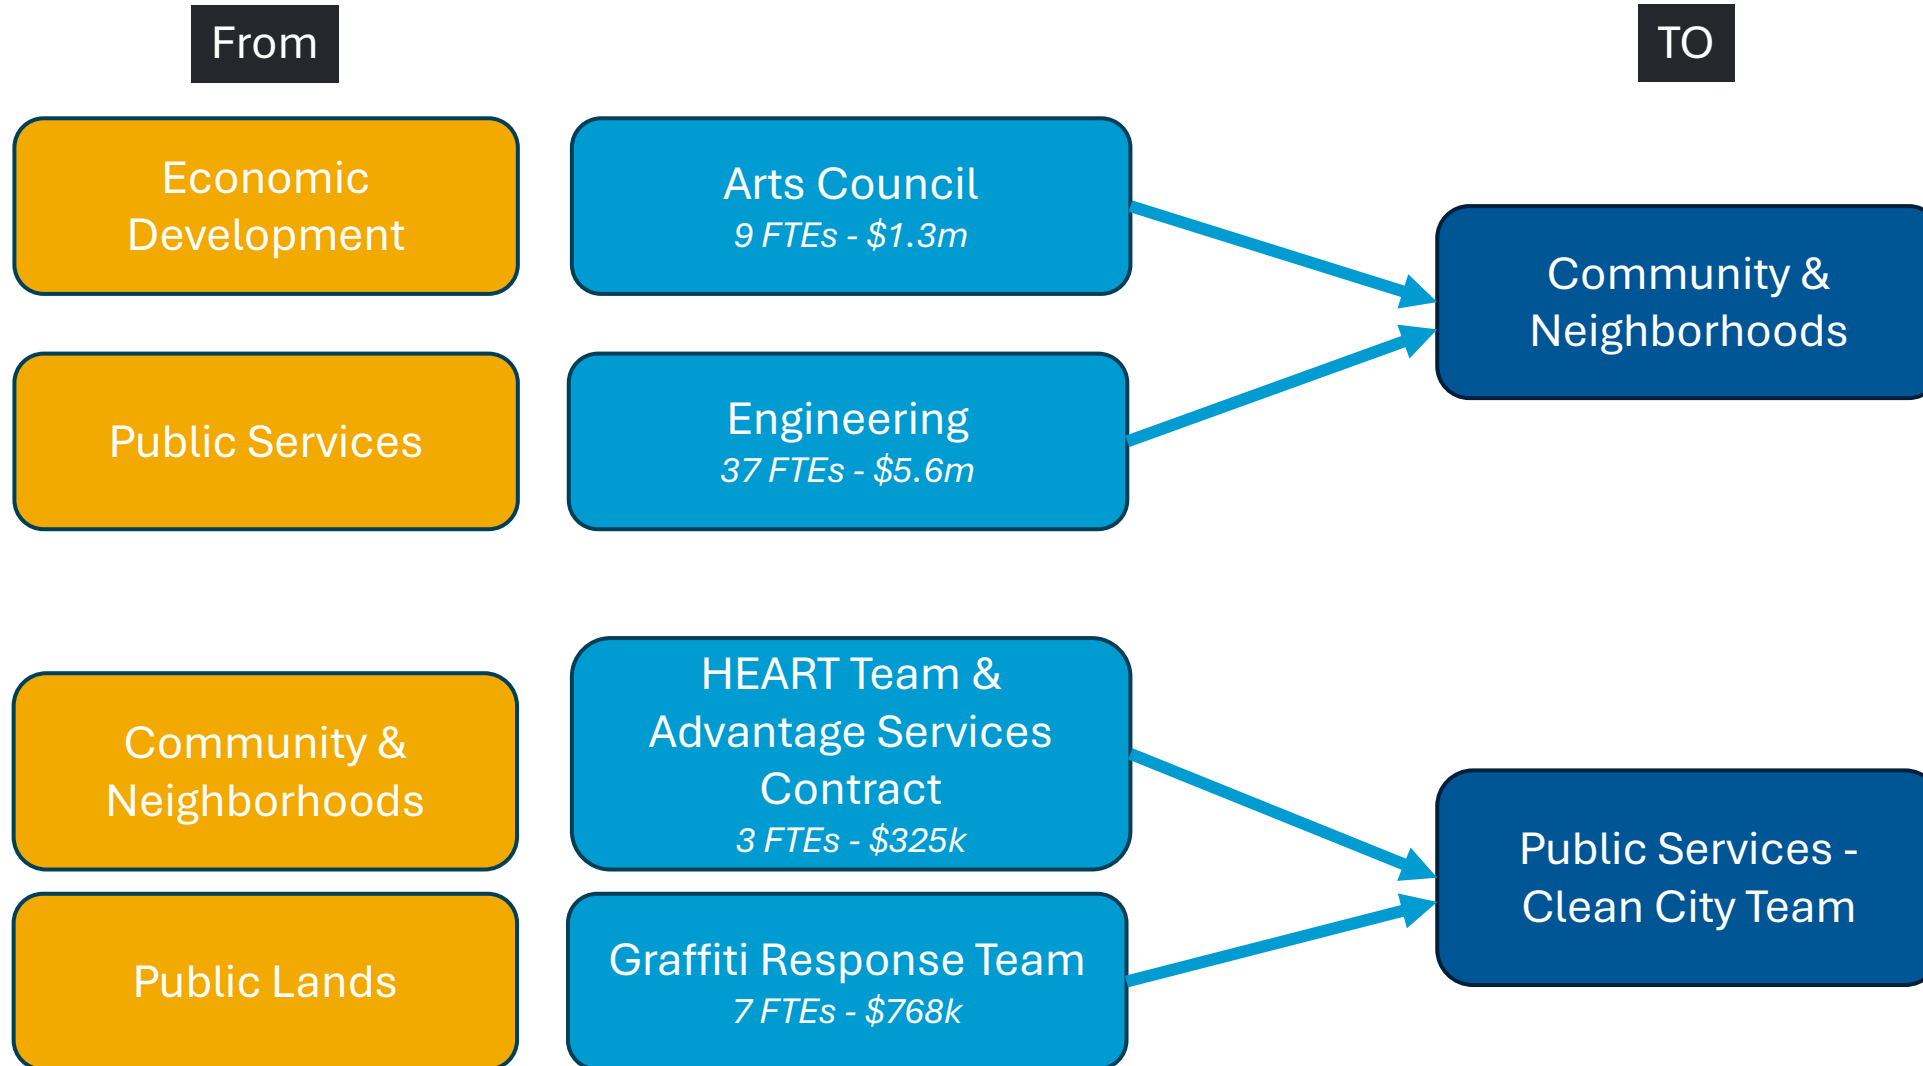 From
TO
Economic
Development
Arts Council
9 FTEs - $1.3m
Community &
Neighborhoods
Public Services
Engineering
37 FTEs - $5.6m
Community &
Neighborhoods
HEART Team &
Advantage Services
Contract
3 FTEs - $325k
Public Services -
Clean City Team
Public Lands
Graffiti Response Team
7 FTEs - $768k